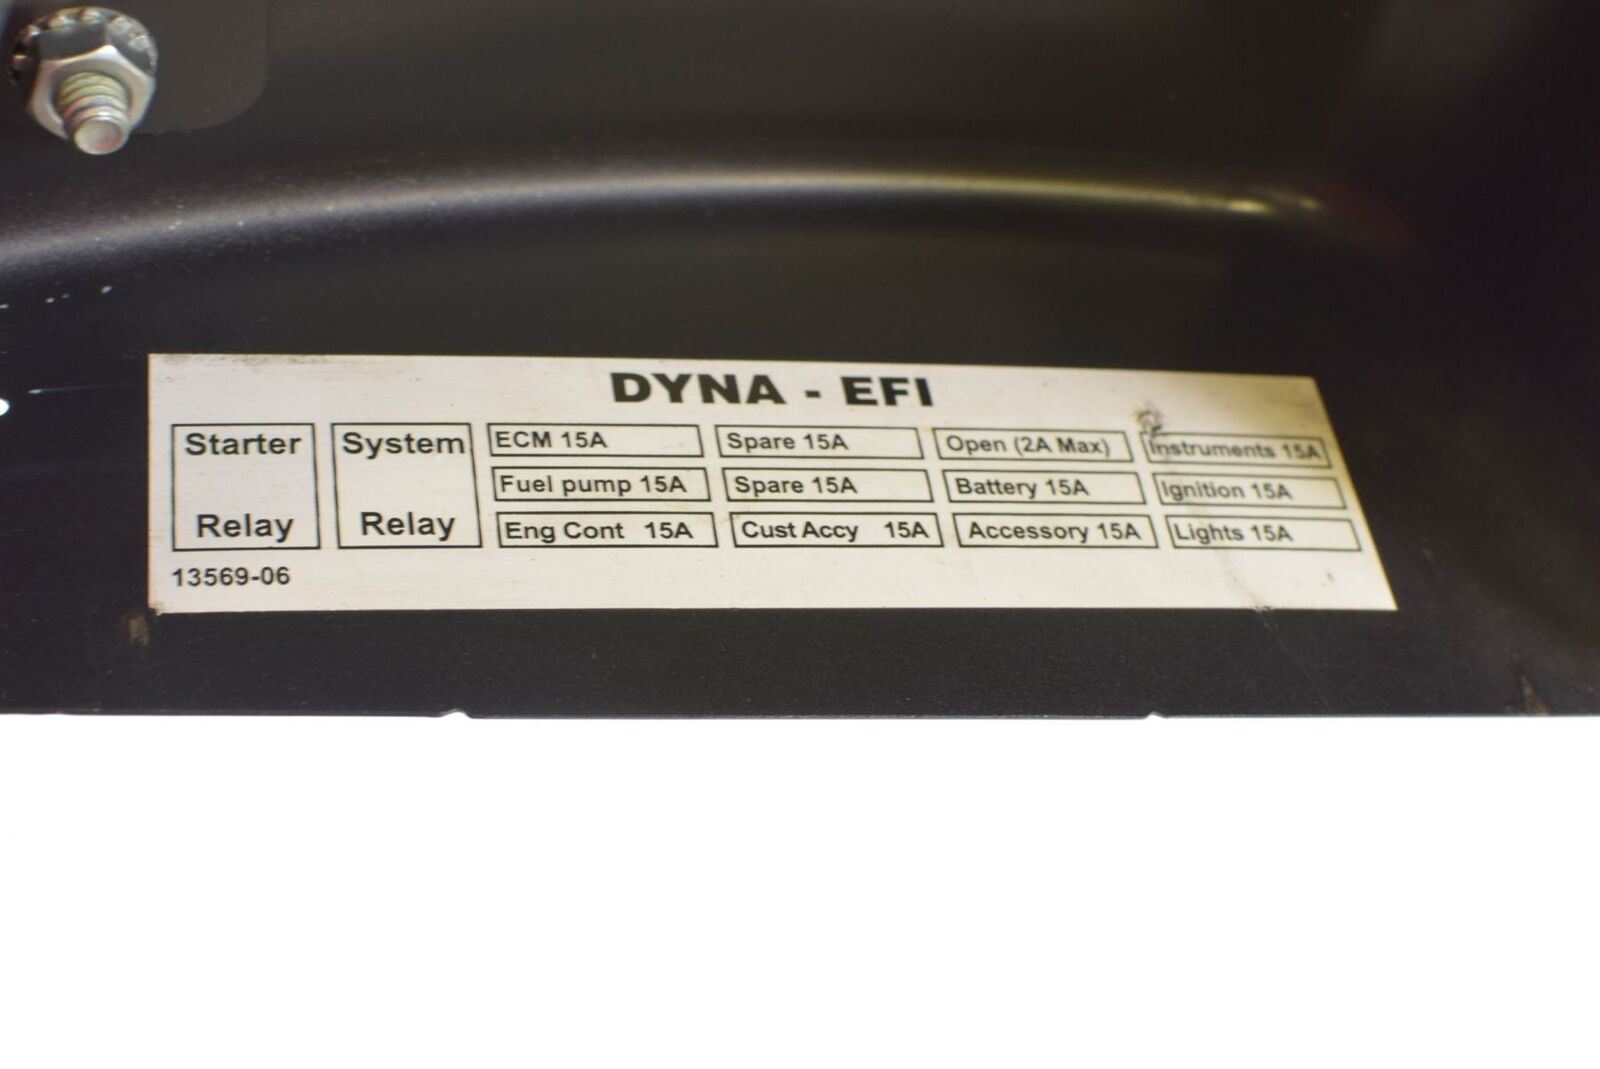 DYNA - EFI
Starter Relay
System Relay
ECM 15A
Spare 15A
Open (2A Max)
Instruments 15A
Fuel pump 15A
Spare 15A
Battery 15A
Ignition 15A
Eng Cont 15A
Cust Accy 15A
Accessory 15A
Lights 15A
13569-06